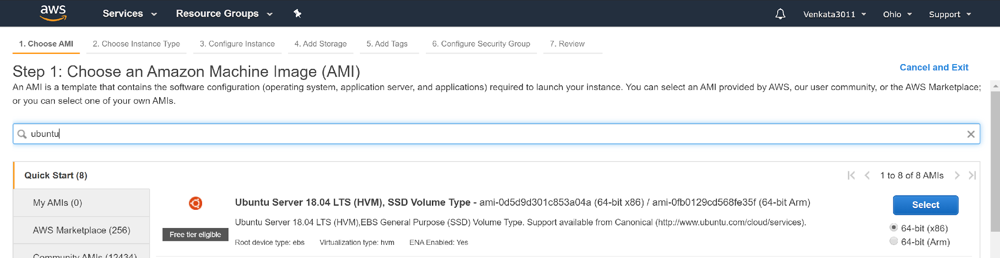 aws Services Resource Groups Venkata3011 Ohio Support
1. Choose AMI 2. Choose Instance Type 3. Configure Instance 4. Add Storage 5. Add Tags 6. Configure Security Group 7. Review
Step 1: Choose an Amazon Machine Image (AMI)
Cancel and Exit
An AMI is a template that contains the software configuration (operating system, application server, and applications) required to launch your instance. You can select an AMI provided by AWS, our user community, or the AWS Marketplace;
or you can select one of your own AMIs.
ubuntu
Quick Start (8)
1 to 8 of 8 AMIs
My AMIs (0)
AWS Marketplace (256)
Community AMIs (12434)
Ubuntu Server 18.04 LTS (HVM), SSD Volume Type - ami-0d5d9d301c853a04a (64-bit x86) / ami-0fb0129cd568fe35f (64-bit Arm)
Ubuntu Server 18.04 LTS (HVM),EBS General Purpose (SSD) Volume Type. Support available from Canonical (http://www.ubuntu.com/cloud/services).
Free tier eligible
Root device type: ebs Virtualization type: hvm ENA Enabled: Yes
Select
64-bit (x86)
64-bit (Arm)